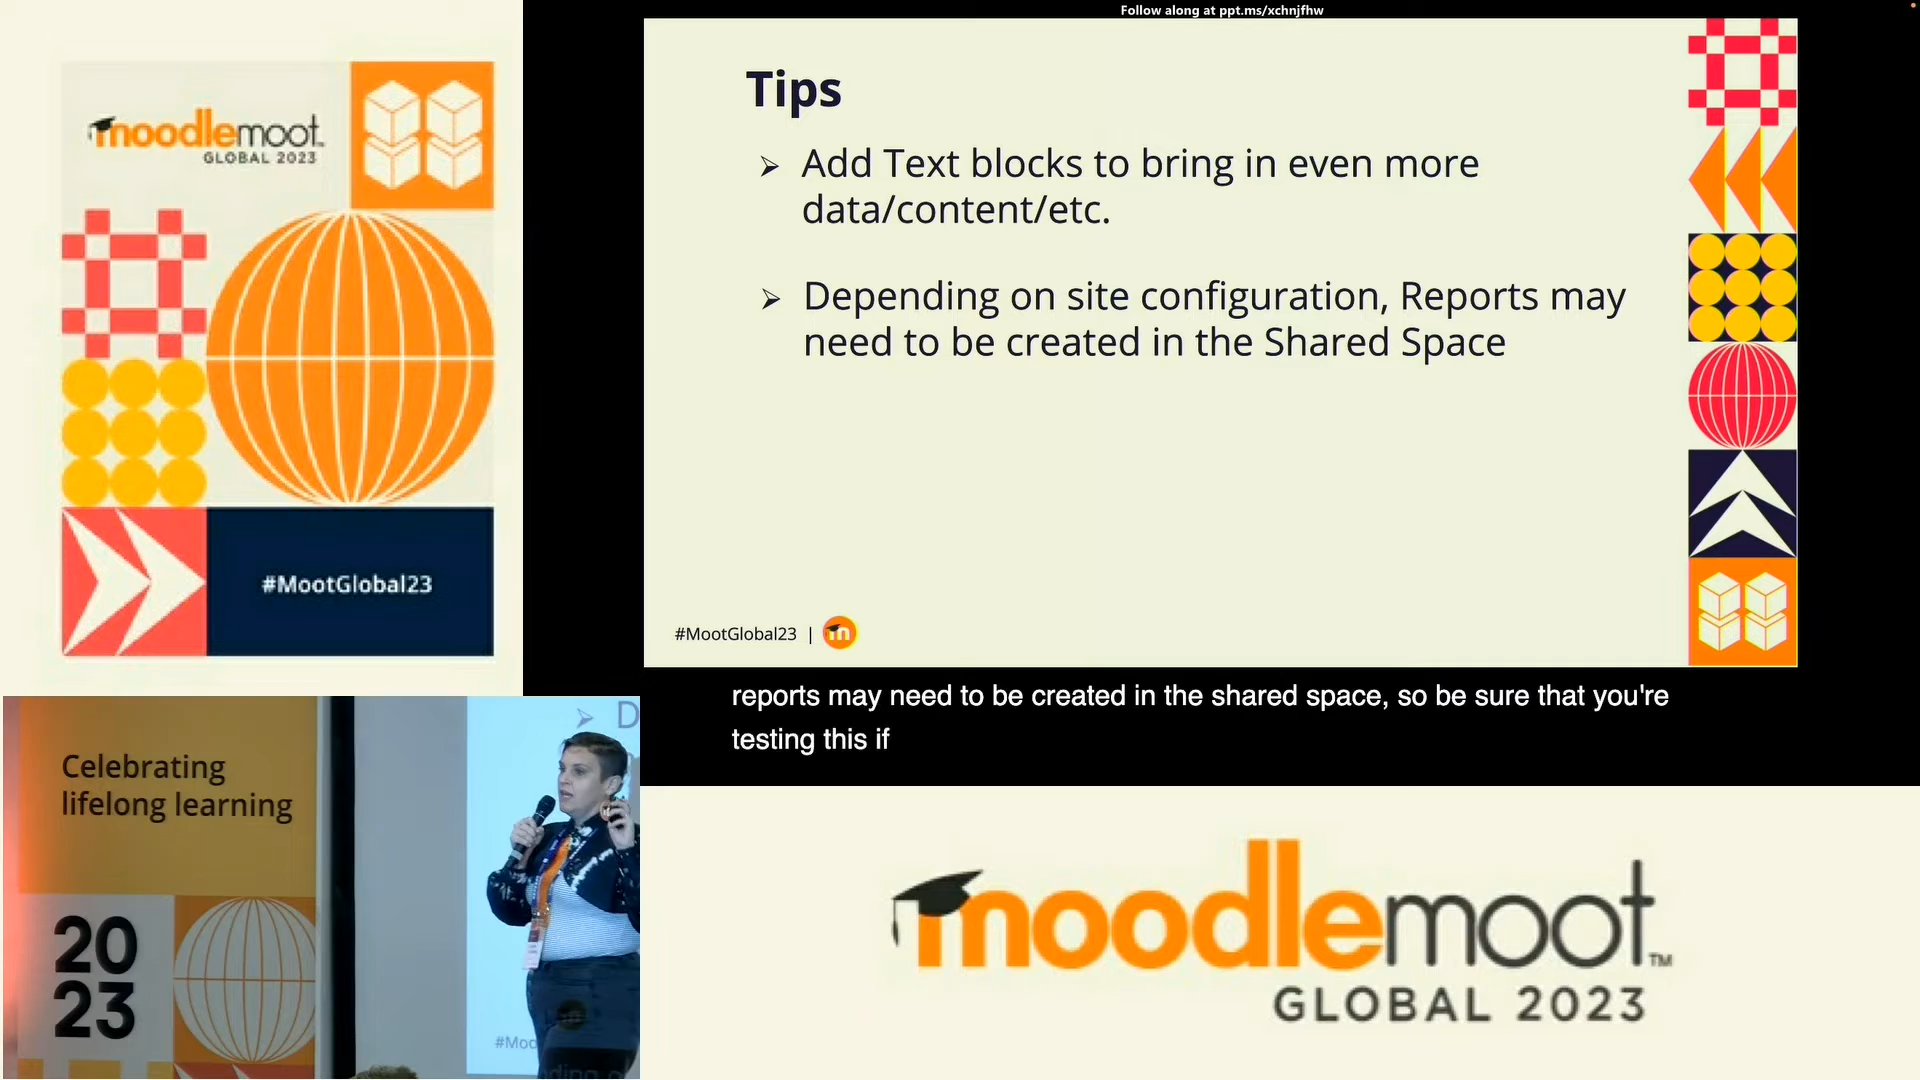 Follow along at ppt.ms/xchnjfhw
moodlemoot™
GLOBAL 2023
#MootGlobal23
Tips
➢ Add Text blocks to bring in even more
data/content/etc.
➢ Depending on site configuration, Reports may
need to be created in the Shared Space
#MootGlobal23 | m
reports may need to be created in the shared space, so be sure that you're
testing this if
Celebrating
lifelong learning
20
23
➢ D
#Moo
moodlemoot™
GLOBAL 2023